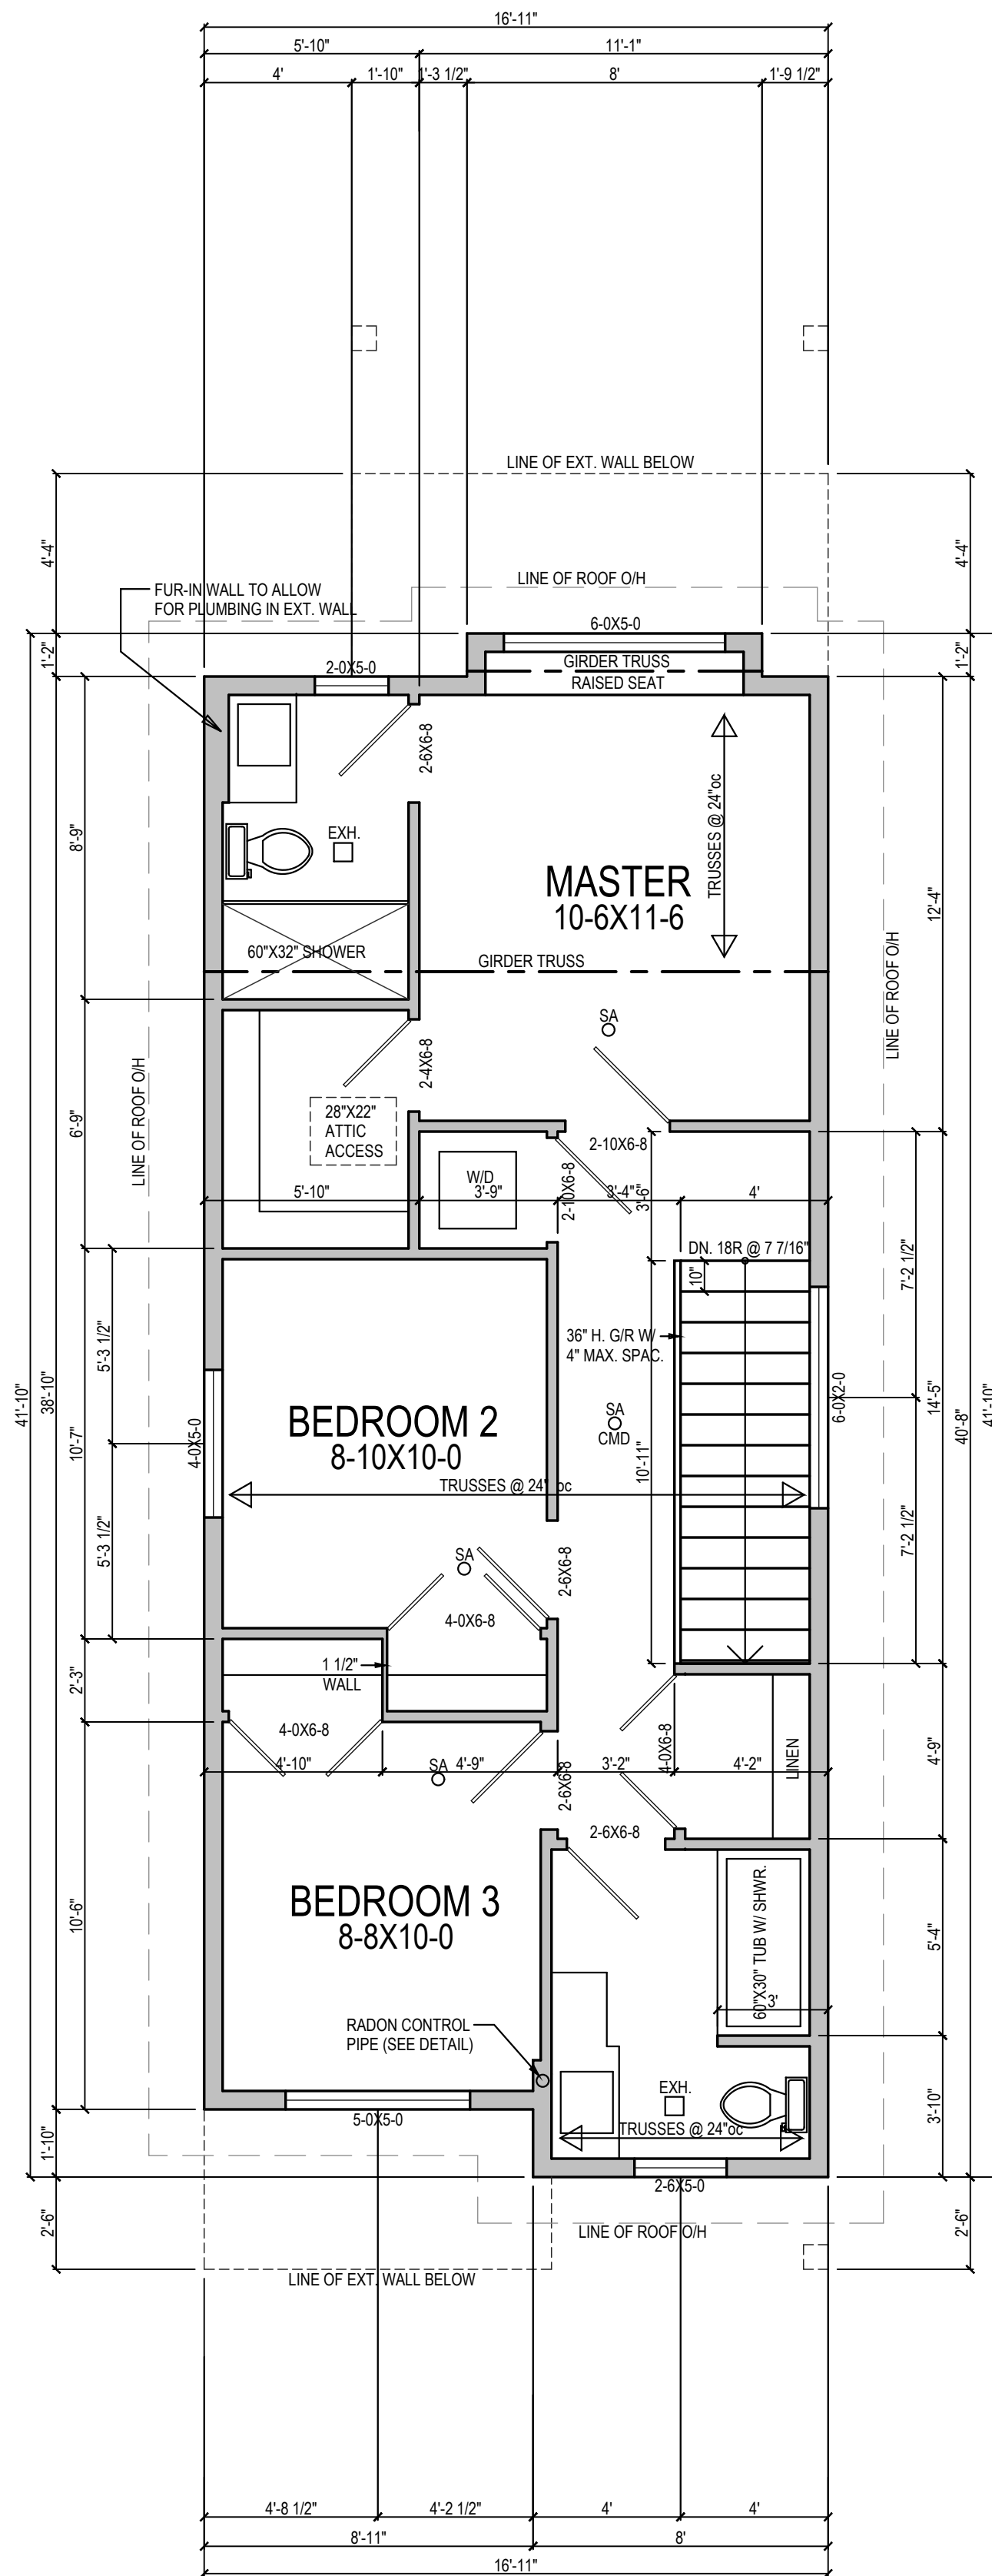 16'-11"
5'-10" 11'-1"
4' 1'-10" 1'-3 1/2" 8' 1'-9 1/2"
LINE OF EXT. WALL BELOW
4'-4" 4'-4"
LINE OF ROOF O/H
FUR-IN WALL TO ALLOW
FOR PLUMBING IN EXT. WALL
6-0X5-0
1'-2" 1'-2"
GIRDER TRUSS
2-0X5-0
RAISED SEAT
2-6X6-8
TRUSSES @ 24"oc
EXH.
8'-9"
MASTER
10-6X11-6
12'-4"
60"X32" SHOWER
GIRDER TRUSS
LINE OF ROOF O/H
SA
2-4X6-8
LINE OF ROOF O/H
28"X22"
ATTIC
ACCESS
6'-9"
2-10X6-8
2-10X6-8
W/D
5'-10" 3'-9" 3'-4" 4'
3'-6"
DN. 18R @ 7 7/16"
10"
7'-2 1/2"
36" H. G/R W/
4" MAX. SPAC.
5'-3 1/2"
41'-10"
38'-10"
10'-7"
4-0X5-0
BEDROOM 2
8-10X10-0
SA
CMD
10'-11"
6-0X2-0
14'-5"
40'-8"
41'-10"
TRUSSES @ 24" oc
5'-3 1/2"
7'-2 1/2"
SA
2-6X6-8
4-0X6-8
1 1/2"
WALL
2'-3"
4-0X6-8
4'-10" SA 4'-9" 3'-2" 4'-2"
2-6X6-8
4-0X6-8
LINEN
4'-9"
2-6X6-8
BEDROOM 3
8-8X10-0
10'-6"
60"X30" TUB W/ SHWR.
5'-4"
3'
RADON CONTROL
PIPE (SEE DETAIL)
EXH.
5-0X5-0
TRUSSES @ 24"oc
3'-10"
1'-10"
2-6X5-0
2'-6" 2'-6"
LINE OF ROOF O/H
LINE OF EXT. WALL BELOW
4'-8 1/2" 4'-2 1/2" 4' 4'
8'-11" 8'
16'-11"